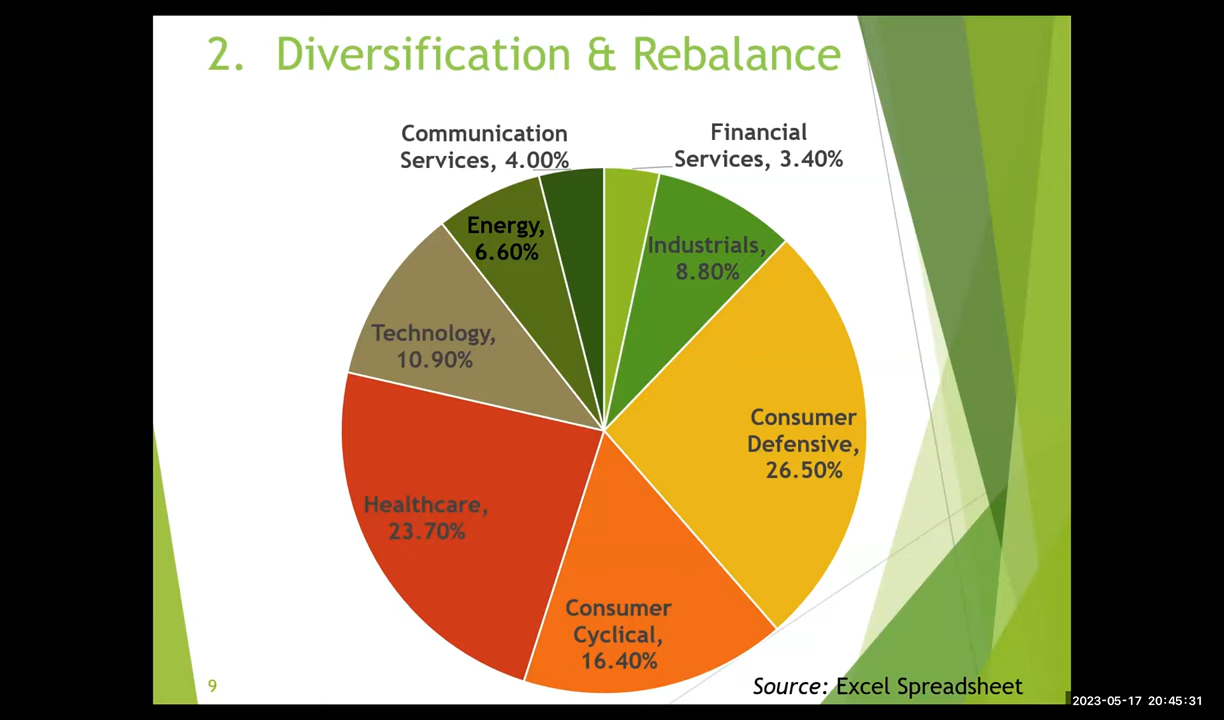 2. Diversification & Rebalance
Communication
Services, 4.00%
Financial
Services, 3.40%
Energy,
6.60%
Industrials,
8.80%
Technology,
10.90%
Consumer
Defensive,
26.50%
Healthcare,
23.70%
Consumer
Cyclical,
16.40%
9
Source: Excel Spreadsheet
2023-05-17 20:45:31